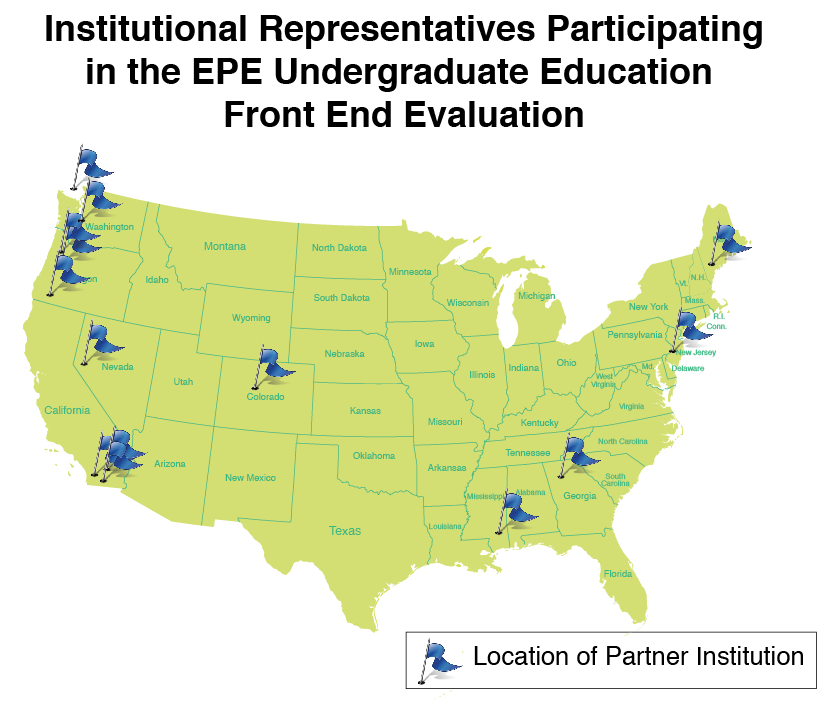 Institutional Representatives Participating
in the EPE Undergraduate Education
Front End Evaluation
Washington
Montana
North Dakota
Minnesota
on
Idaho
South Dakota
Wisconsin
Michigan
Vt.
N.H.
Mass.
New York
R.I.
Conn.
Wyoming
Pennsylvania
Iowa
Nebraska
New Jersey
Nevada
Utah
Illinois
Indiana
Ohio
Md.
Delaware
West
Virginia
Colorado
California
Kansas
Missouri
Kentucky
Virginia
North Carolina
Tennessee
Oklahoma
Arizona
Arkansas
New Mexico
South
Carolina
Mississippi
Alabama
Georgia
Texas
Louisiana
Florida
Location of Partner Institution